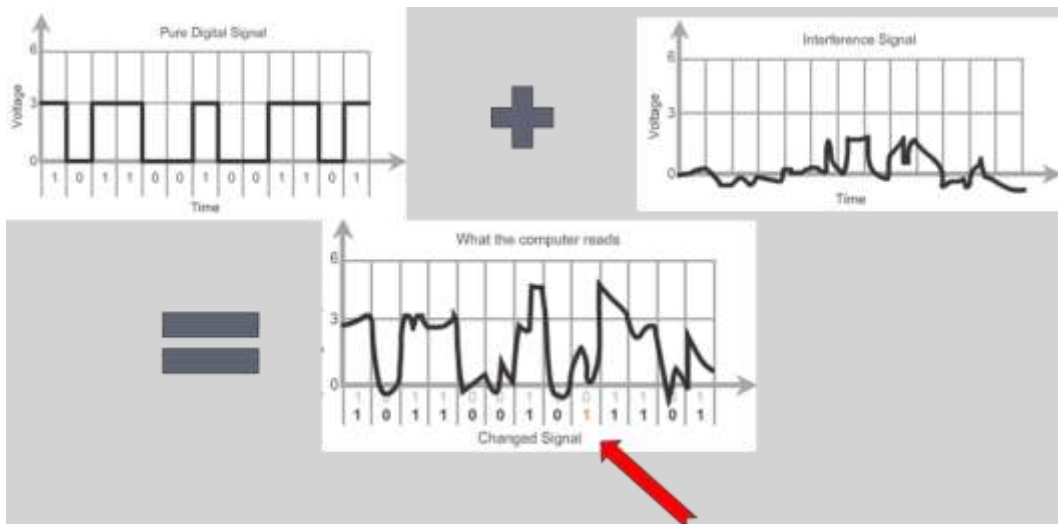 Pure Digital Signal
6
Voltage
3
0
1 0 1 1 0 0 1 0 0 1 1 0 1
Time
Interference Signal
6
Voltage
3
0
Time
What the computer reads
6
3
0
1 0 1 1 0 0 1 0 0 1 1 0 1
1 0 1 1 0 0 1 0 1 1 1 0 1
Changed Signal